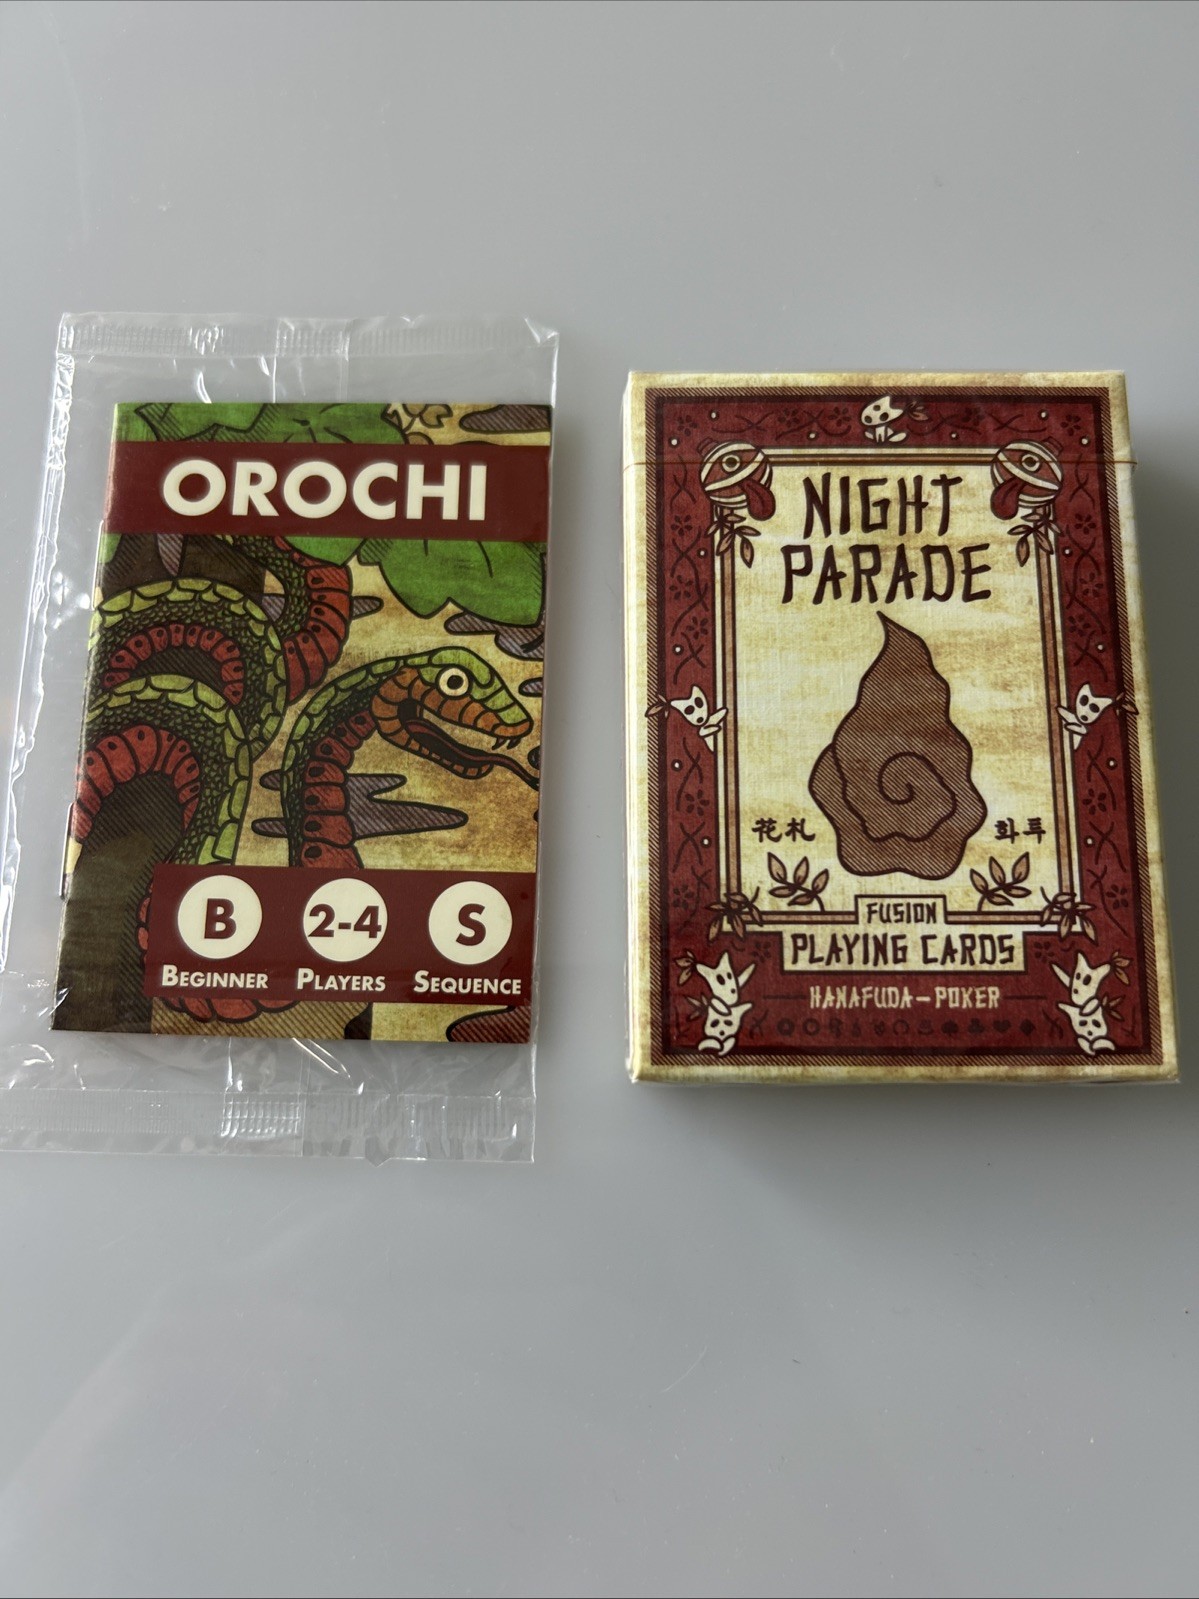 OROCHI
B
2-4
S
BEGINNER
PLAYERS
SEQUENCE
NIGHT
PARADE
花札
화투
FUSION
PLAYING CARDS
HANAFUDA-POKER